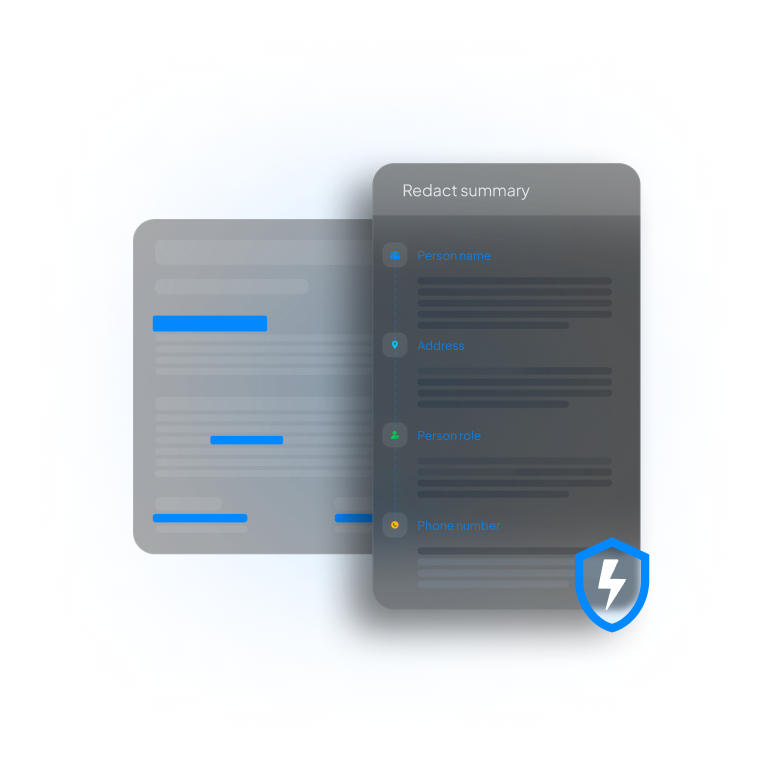 Redact summary
Person name
Address
Person role
Phone number